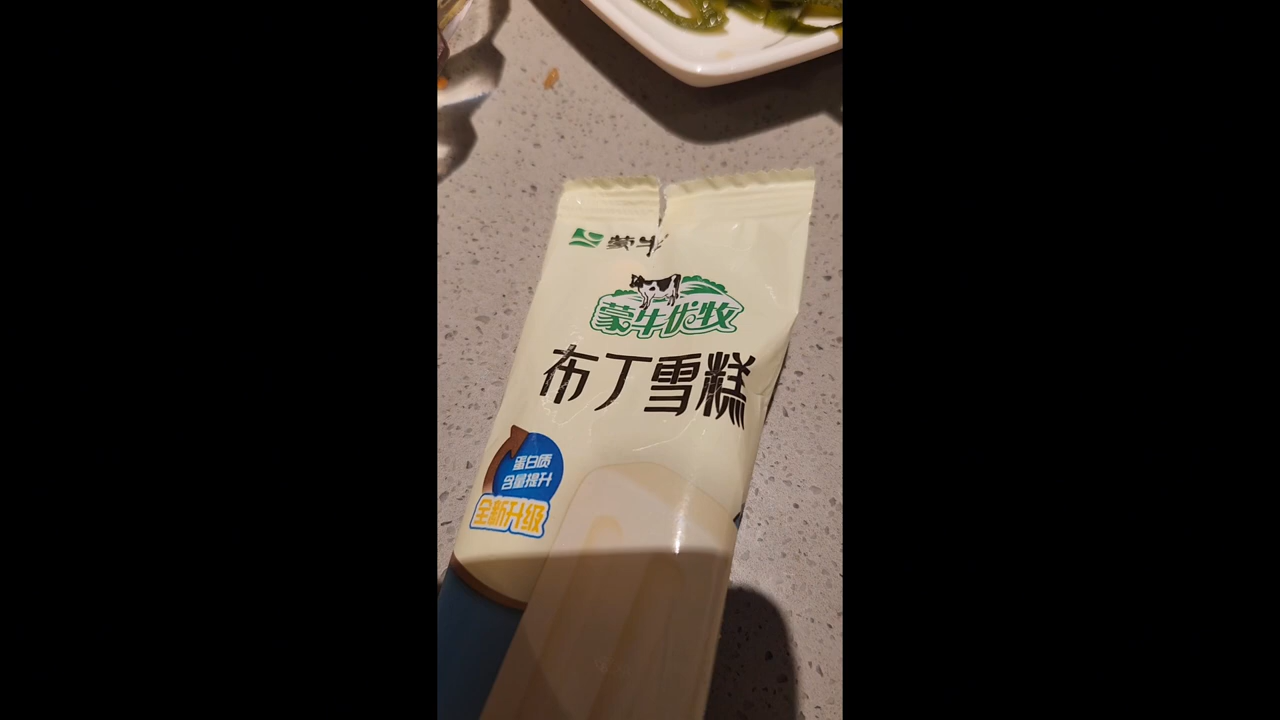 蒙牛
蒙牛优牧
布丁雪糕
蛋白质
含量提升
全新升级